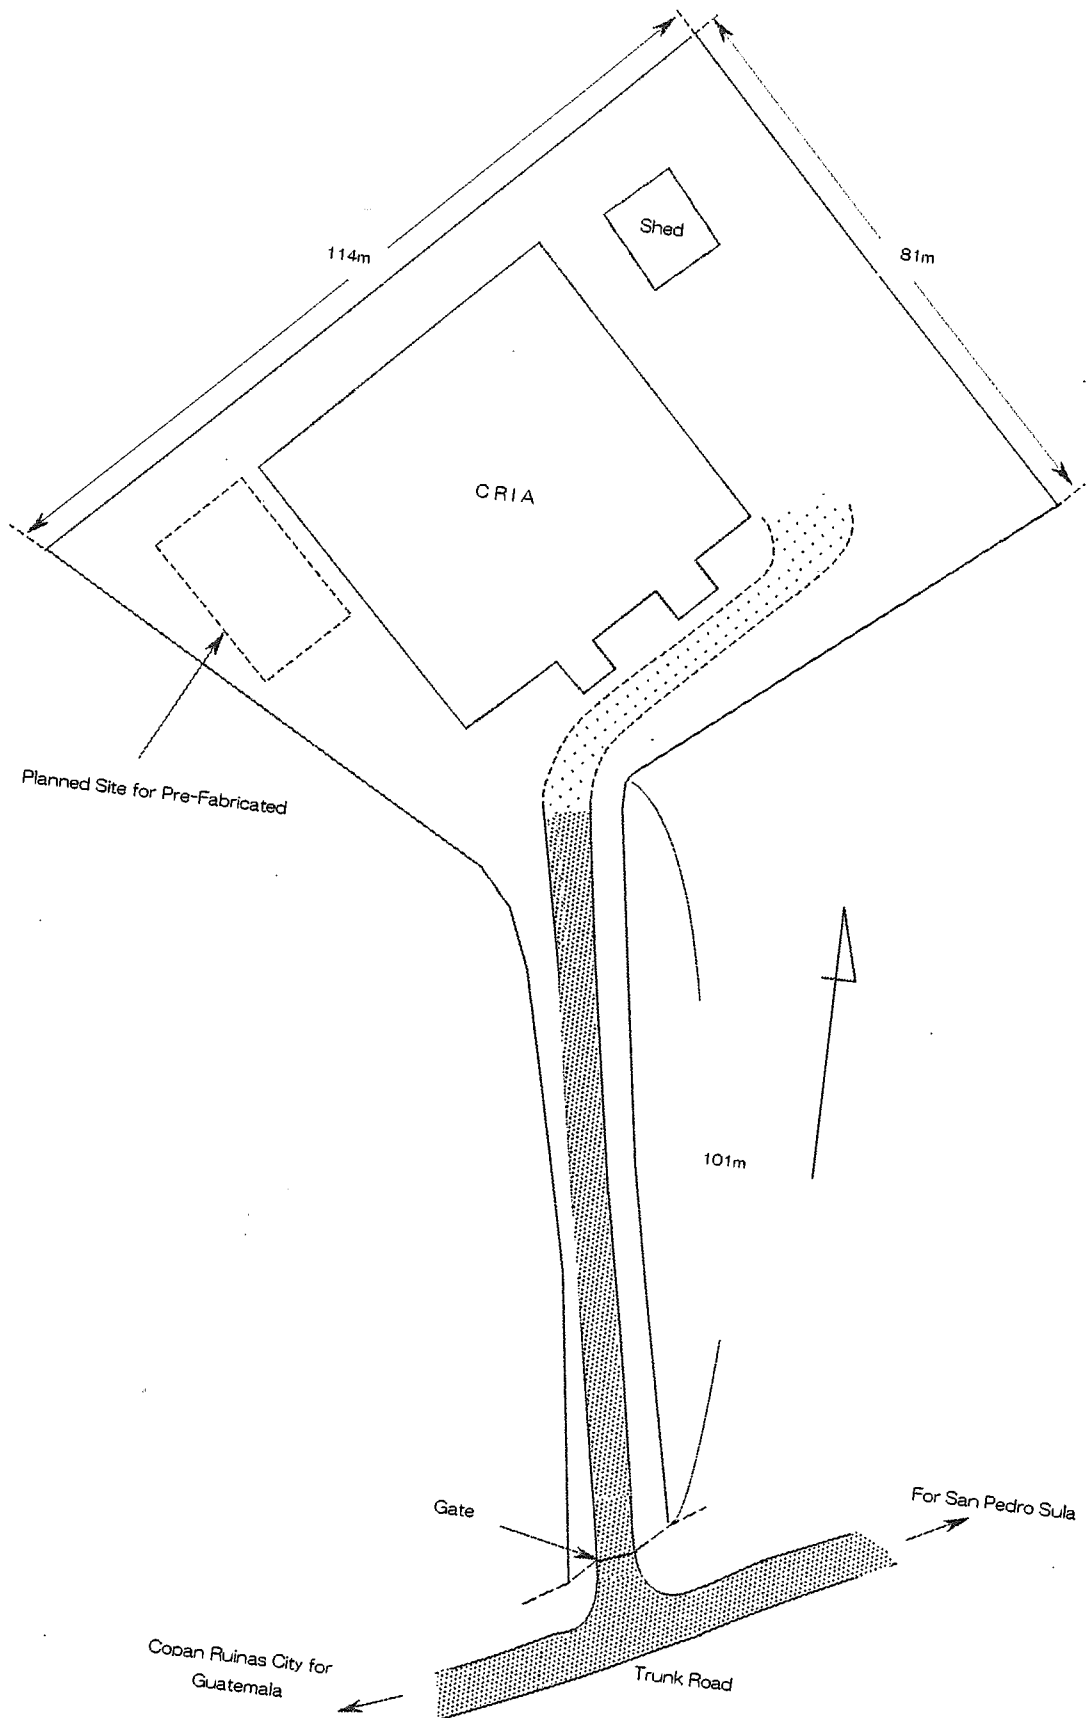 Shed
114m
81m
CRIA
Planned Site for Pre-Fabricated
101m
Gate
For San Pedro Sula
Copan Ruinas City for
Guatemala
Trunk Road